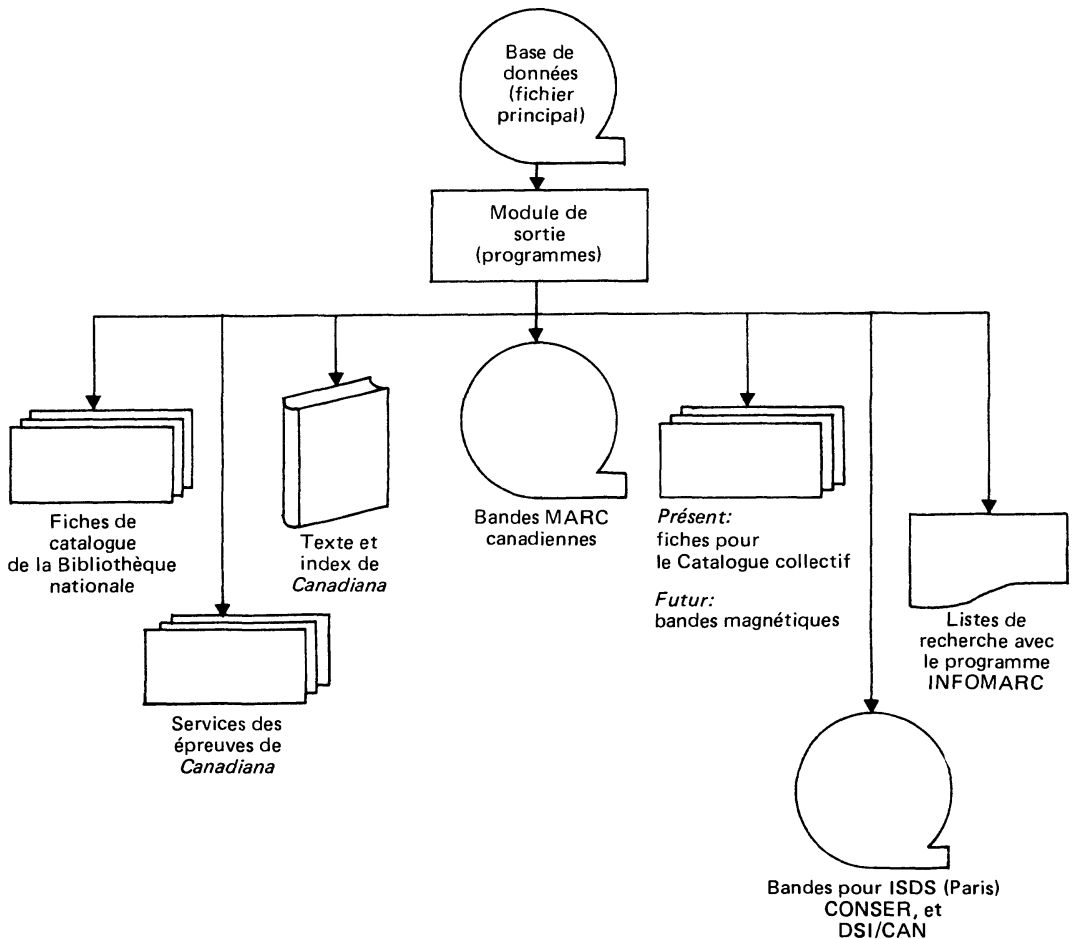 Base de
données
(fichier
principal)
Module de
sortie
(programmes)
Fiches de
catalogue
de la Bibliothèque
nationale
Services des
épreuves de
Canadiana
Texte et
index de
Canadiana
Bandes MARC
canadiennes
Présent:
fiches pour
le Catalogue collectif
Futur:
bandes magnétiques
Bandes pour ISDS (Paris)
CONSER, et
DSI/CAN
Listes de
recherche avec
le programme
INFOMARC